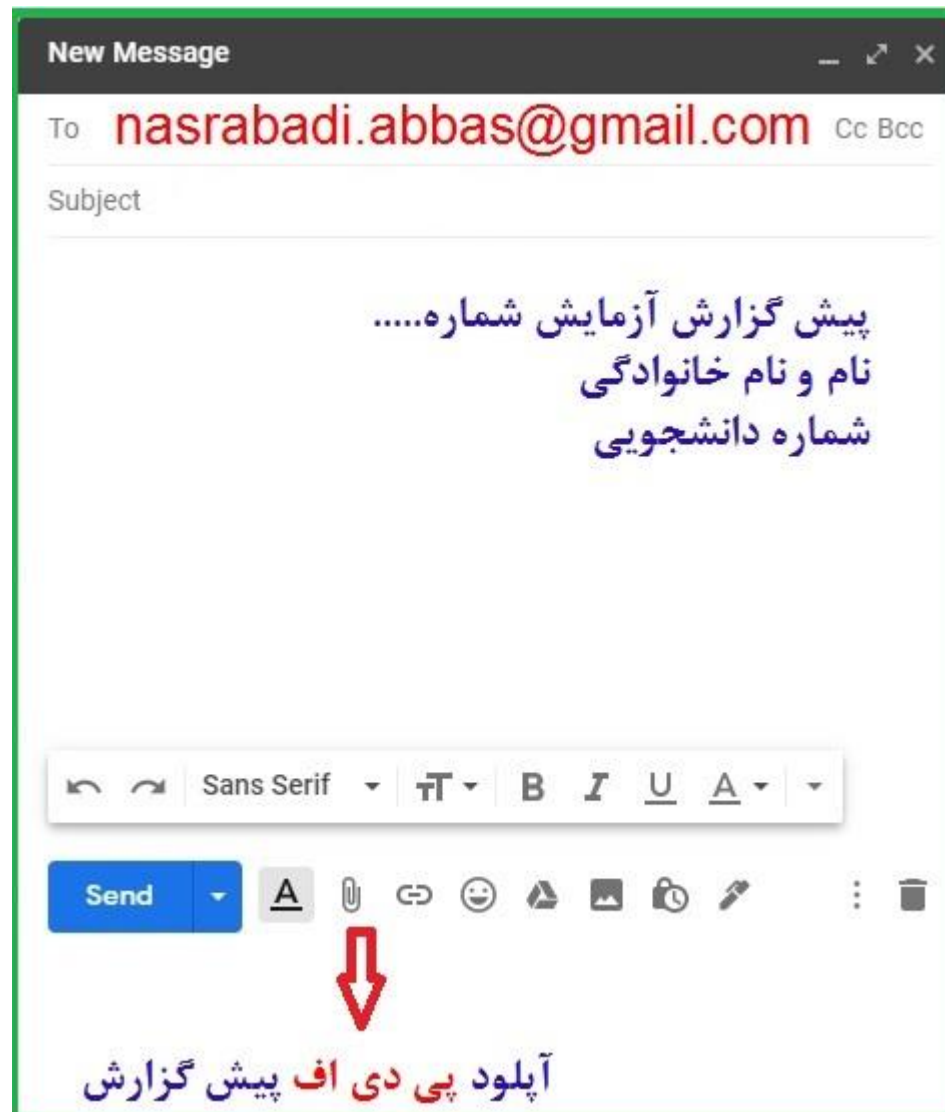 New Message
To nasrabadi.abbas@gmail.com Cc Bcc
Subject
پیش گزارش آزمایش شماره.....
نام و نام خانوادگی
شماره دانشجویی
Sans Serif T B I U A
Send A
آپلود پی دی اف پیش گزارش